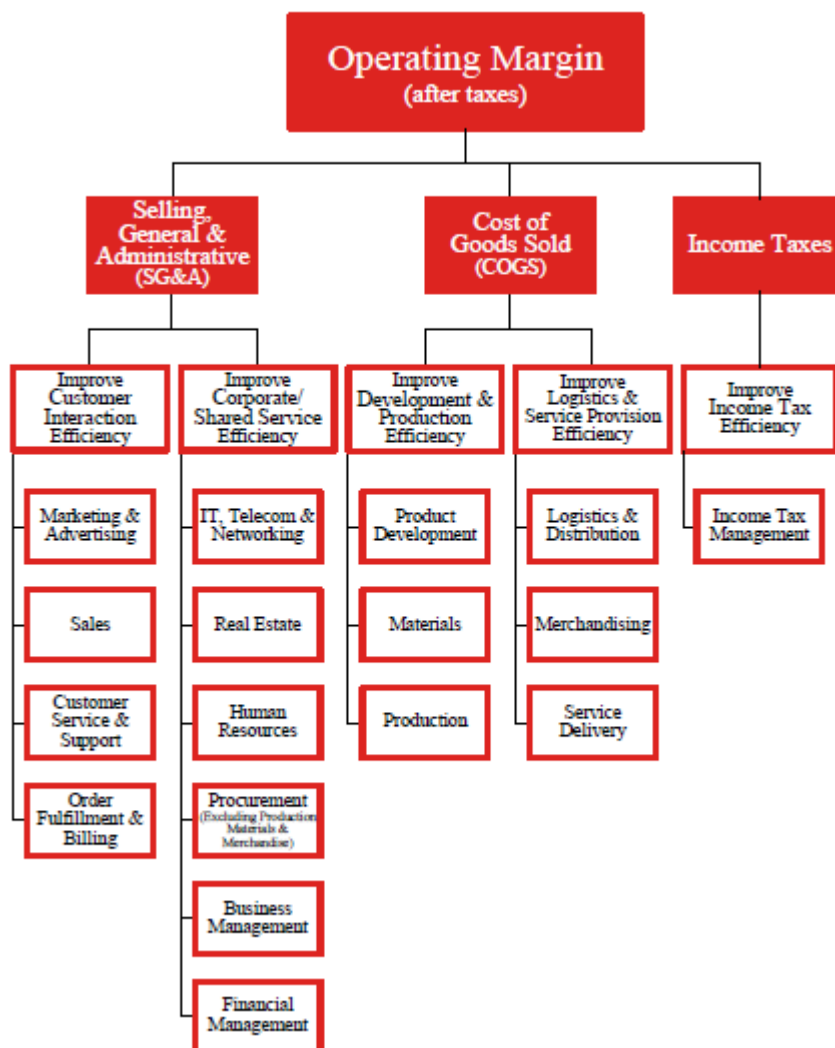 Operating Margin
(after taxes)
Selling,
General &
Administrative
(SG&A)
Cost of
Goods Sold
(COGS)
Income Taxes
Improve
Customer
Interaction
Efficiency
Improve
Corporate/
Shared Service
Efficiency
Improve
Development &
Production
Efficiency
Improve
Logistics &
Service Provision
Efficiency
Improve
Income Tax
Efficiency
Marketing &
Advertising
IT, Telecom &
Networking
Product
Development
Logistics &
Distribution
Income Tax
Management
Sales
Real Estate
Materials
Merchandising
Customer
Service &
Support
Human
Resources
Production
Service
Delivery
Order
Fulfillment &
Billing
Procurement
(Excluding Production
Materials &
Merchandise)
Business
Management
Financial
Management